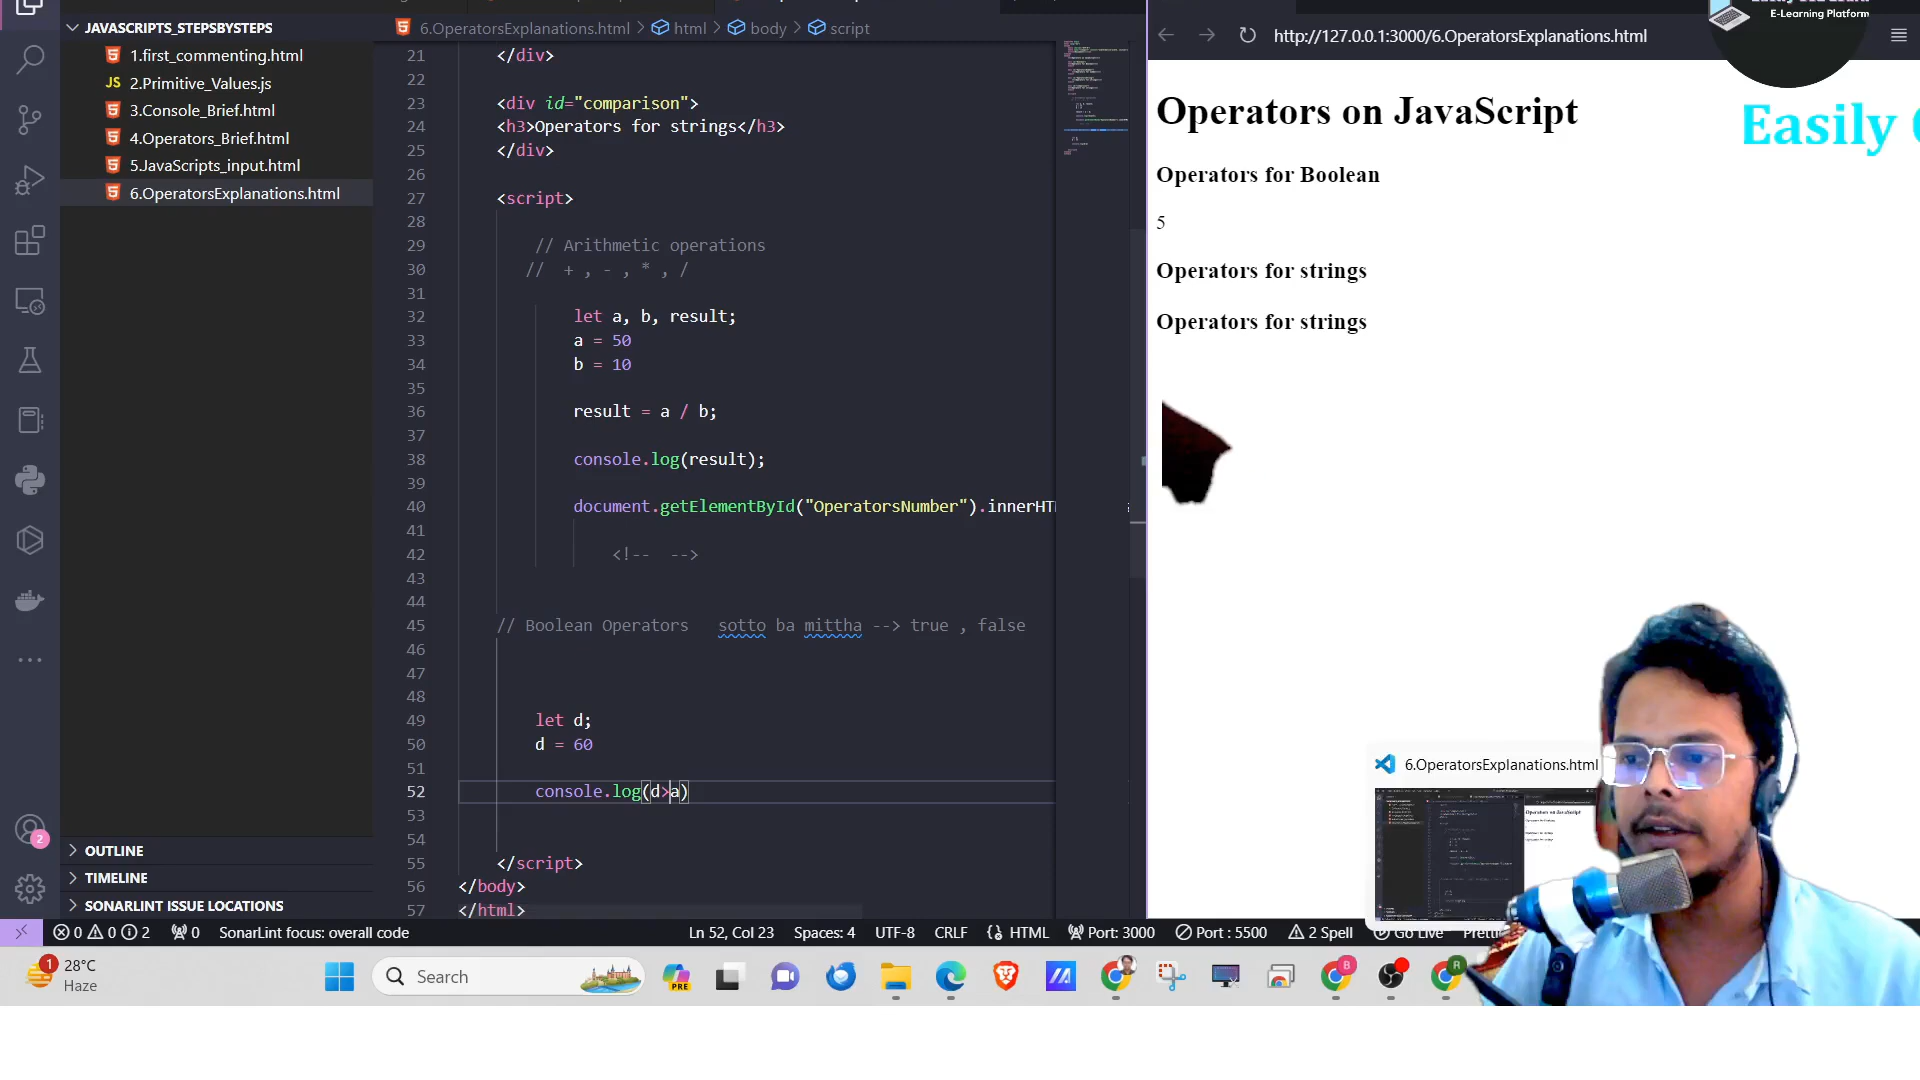 JAVASCRIPTS_STEPSBYSTEPS
1.first_commenting.html
JS 2.Primitive_Values.js
3.Console_Brief.html
4.Operators_Brief.html
5.JavaScripts_input.html
6.OperatorsExplanations.html
OUTLINE
TIMELINE
SONARLINT ISSUE LOCATIONS
6.OperatorsExplanations.html > html > body > script
21 </div>
22
23 <div id="comparison">
24 <h3>Operators for strings</h3>
25 </div>
26
27 <script>
28
29 // Arithmetic operations
30 // + , - , * , /
31
32 let a, b, result;
33 a = 50
34 b = 10
35
36 result = a / b;
37
38 console.log(result);
39
40 document.getElementById("OperatorsNumber").innerHT
41
42 <!-- -->
43
44
45 // Boolean Operators sotto ba mittha --> true , false
46
47
48
49 let d;
50 d = 60
51
52 console.log(d>a)
53
54
55 </script>
56 </body>
57 </html>
http://127.0.0.1:3000/6.OperatorsExplanations.html
E-Learning Platform
Operators on JavaScript
Easily
Operators for Boolean
5
Operators for strings
Operators for strings
6.OperatorsExplanations.html
2
0 0 2 0 SonarLint focus: overall code Ln 52, Col 23 Spaces: 4 UTF-8 CRLF HTML Port: 3000 Port : 5500 2 Spell Go Live
1 28°C
Haze
Search
PRE
B
R